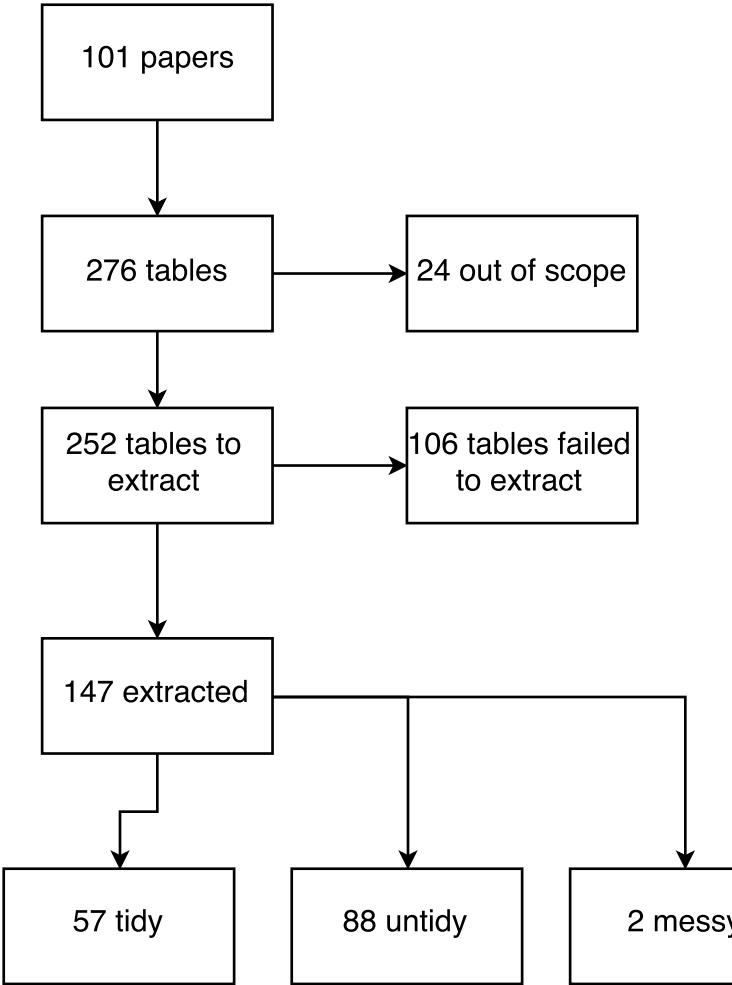 101 papers
276 tables
24 out of scope
252 tables to
extract
106 tables failed
to extract
147 extracted
57 tidy
88 untidy
2 messy